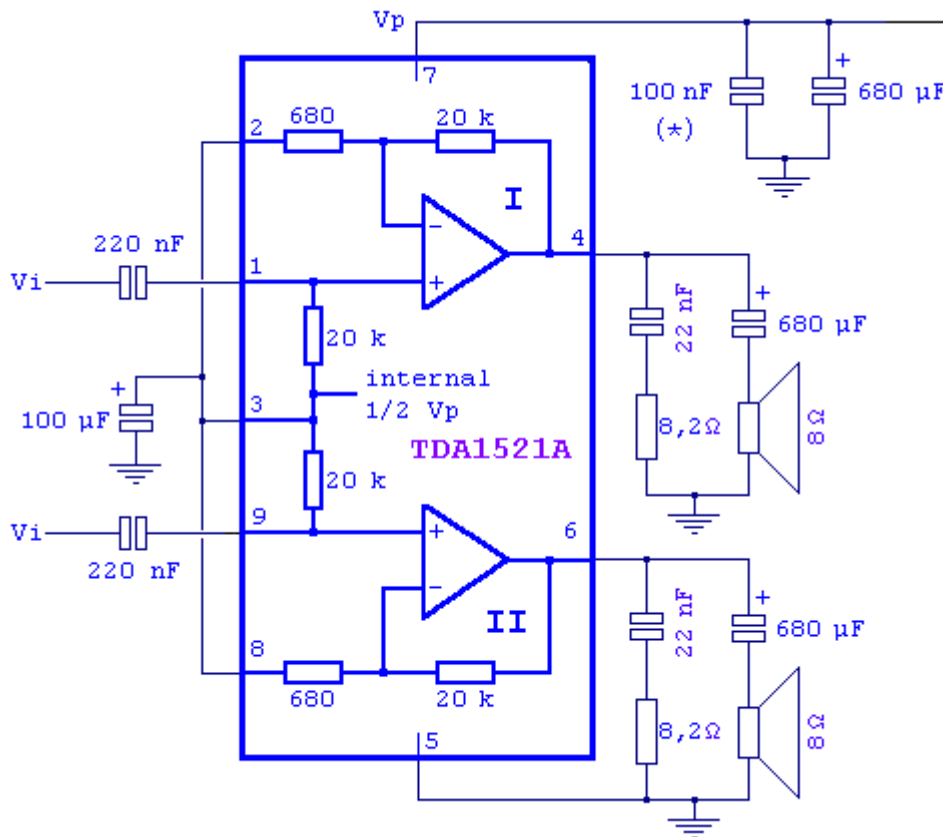 Vp
7
100 nF
(*)
+
680 µF
2
680
20 k
I
−
+
4
220 nF
Vi
1
20 k
internal
1/2 Vp
+
100 µF
3
TDA1521A
20 k
22 nF
+
680 µF
8,2Ω
8Ω
Vi
9
220 nF
+
−
6
II
8
680
20 k
5
22 nF
+
680 µF
8,2Ω
8Ω